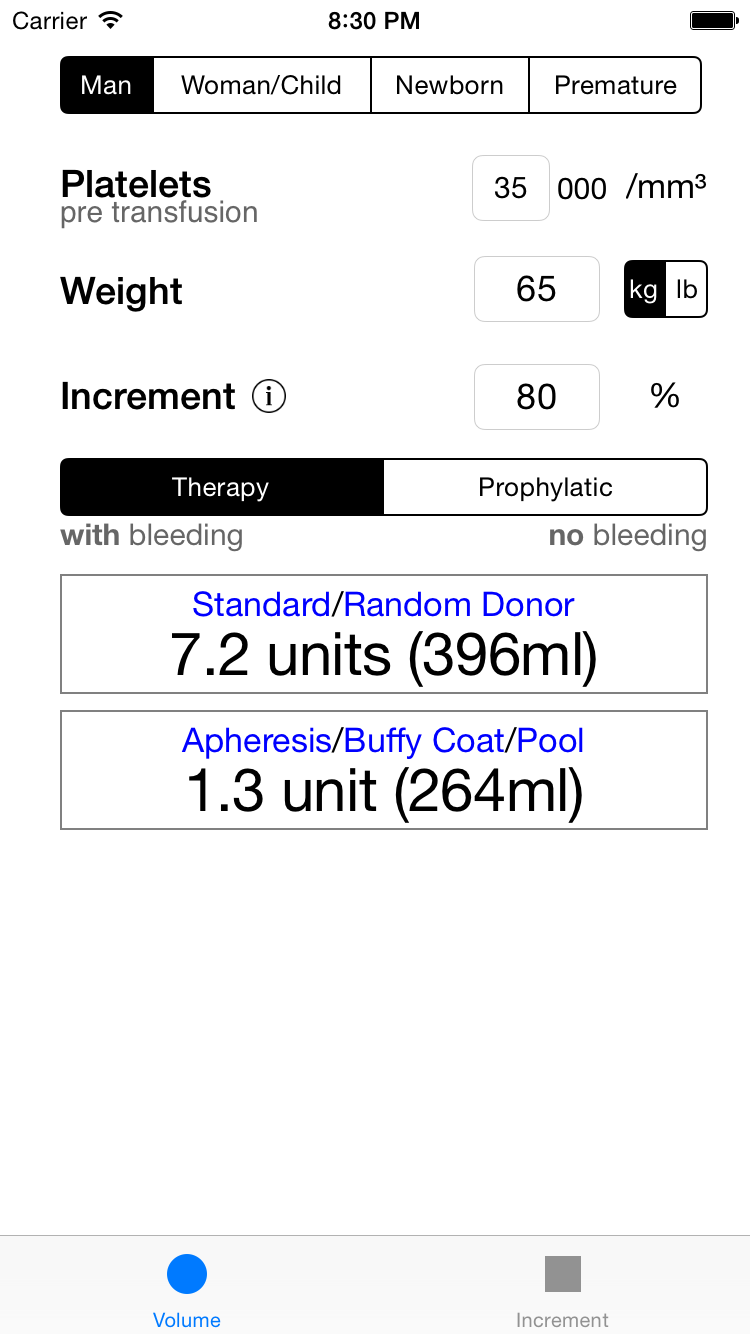 Carrier 8:30 PM
Man Woman/Child Newborn Premature
Platelets 35 000 /mm³
pre transfusion
Weight 65 kg lb
Increment i 80 %
Therapy Prophylatic
with bleeding no bleeding
Standard/Random Donor
7.2 units (396ml)
Apheresis/Buffy Coat/Pool
1.3 unit (264ml)
Volume Increment